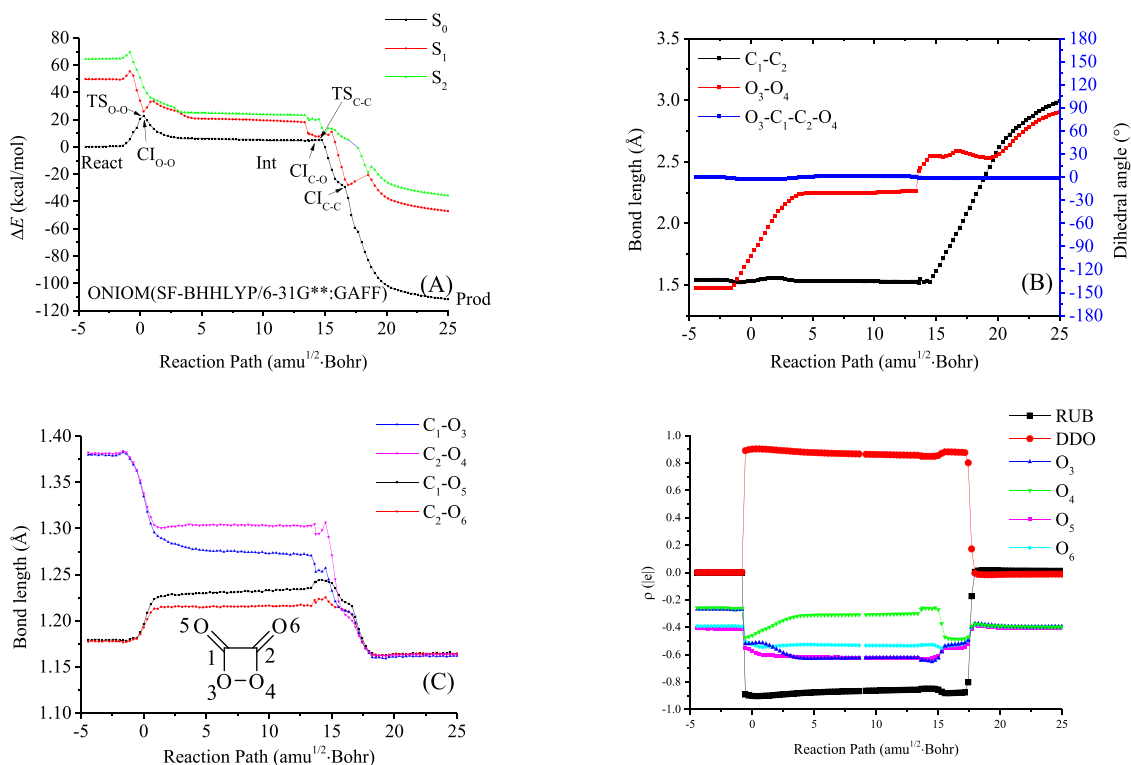 S0
S1
S2
80
60
40
20
0
-20
-40
-60
-80
-100
-120
ΔE (kcal/mol)
TSO-O
React
CIO-O
Int
TSC-C
CIC-O
CIC-C
(A)
ONIOM(SF-BHHLYP/6-31G**:GAFF)
Prod
-5 0 5 10 15 20 25
Reaction Path (amu1/2·Bohr)
C1-C2
O3-O4
O3-C1-C2-O4
3.5
3.0
2.5
2.0
1.5
Bond length (Å)
180
150
120
90
60
30
0
-30
-60
-90
-120
-150
-180
Dihedral angle (°)
(B)
-5 0 5 10 15 20 25
Reaction Path (amu1/2·Bohr)
C1-O3
C2-O4
C1-O5
C2-O6
1.40
1.35
1.30
1.25
1.20
1.15
1.10
Bond length (Å)
5O O6
1 2
O-O
3 4
(C)
-5 0 5 10 15 20 25
Reaction Path (amu1/2·Bohr)
RUB
DDO
O3
O4
O5
O6
1.0
0.8
0.6
0.4
0.2
0.0
-0.2
-0.4
-0.6
-0.8
-1.0
ρ (|e|)
-5 0 5 10 15 20 25
Reaction Path (amu1/2·Bohr)